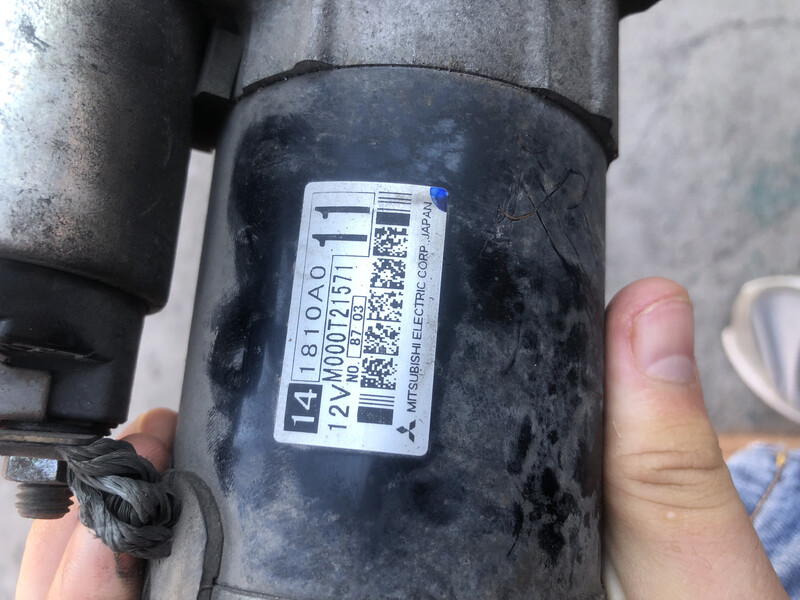 14 1810A0 11
12V M000T21571
NO. 87 03
MITSUBISHI ELECTRIC CORP. JAPAN